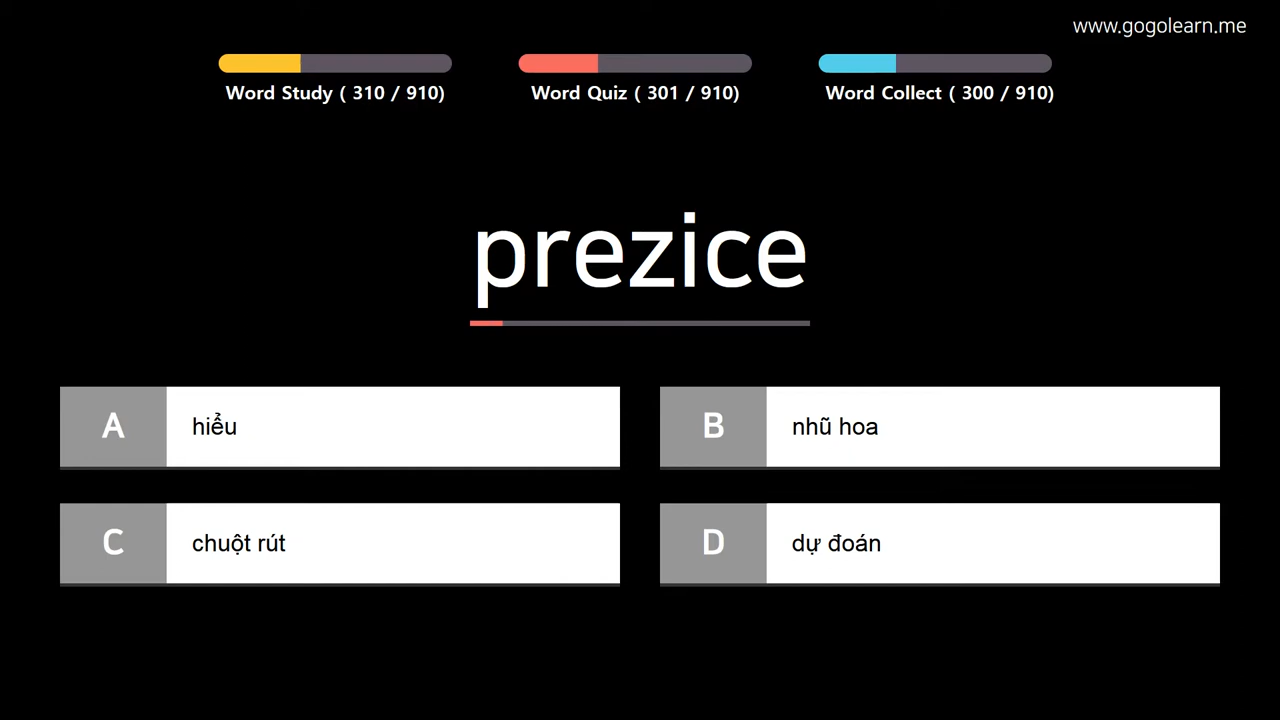 www.gogolearn.me
Word Study ( 310 / 910)
Word Quiz ( 301 / 910)
Word Collect ( 300 / 910)
prezice
A hiểu
B nhũ hoa
C chuột rút
D dự đoán